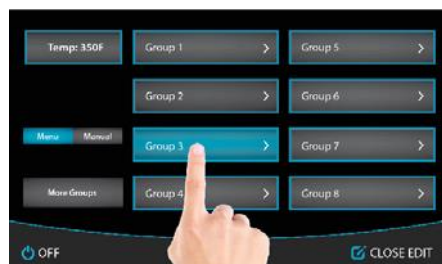 Temp: 350F
Group 1
Group 5
Group 2
Group 6
Menu
Manual
Group 3
Group 7
More Groups
Group 4
Group 8
OFF
CLOSE EDIT